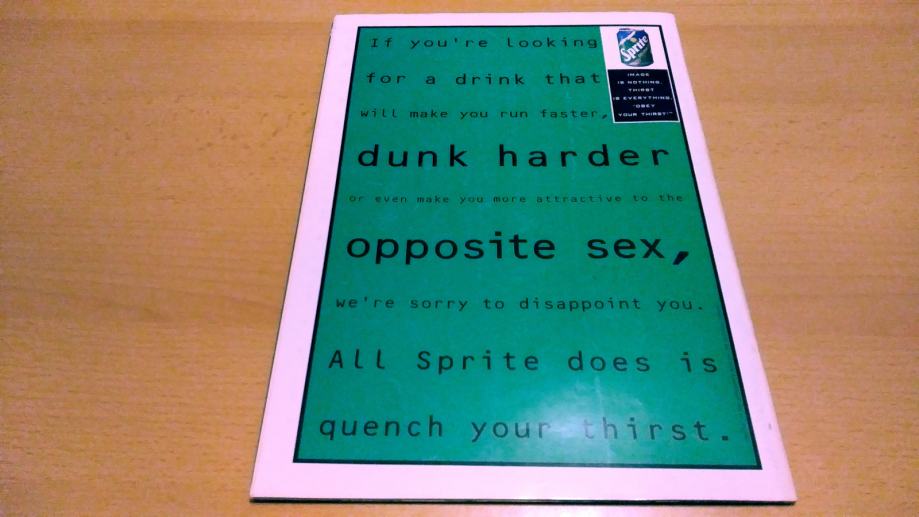 If you're looking
for a drink that
will make you run faster,
dunk harder
or even make you more attractive to the
opposite sex,
we're sorry to disappoint you.
All Sprite does is
quench your thirst.
Sprite
IMAGE
IS NOTHING.
THIRST
IS EVERYTHING.
"OBEY
YOUR THIRST!"